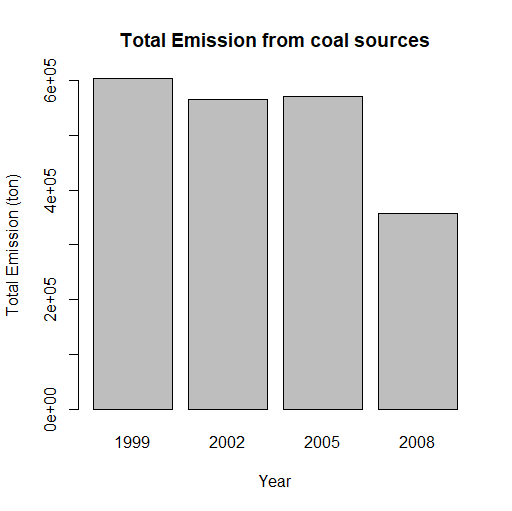 Total Emission from coal sources
Total Emission (ton)
6e+05
4e+05
2e+05
0e+00
1999 2002 2005 2008
Year